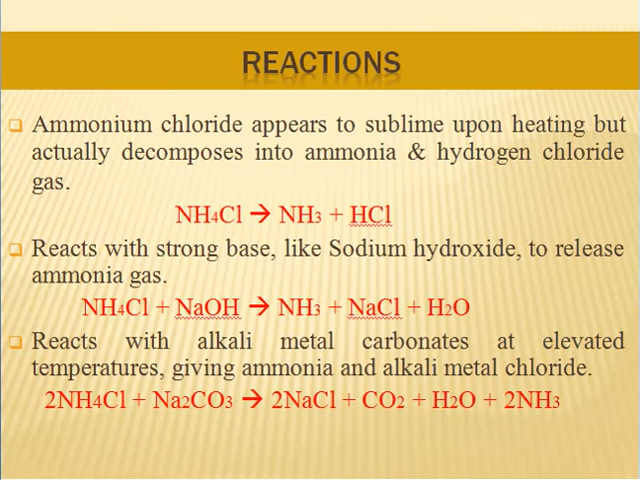 REACTIONS
❑ Ammonium chloride appears to sublime upon heating but
actually decomposes into ammonia & hydrogen chloride
gas.
NH4Cl → NH3 + HCl
❑ Reacts with strong base, like Sodium hydroxide, to release
ammonia gas.
NH4Cl + NaOH → NH3 + NaCl + H2O
❑ Reacts with alkali metal carbonates at elevated
temperatures, giving ammonia and alkali metal chloride.
2NH4Cl + Na2CO3 → 2NaCl + CO2 + H2O + 2NH3